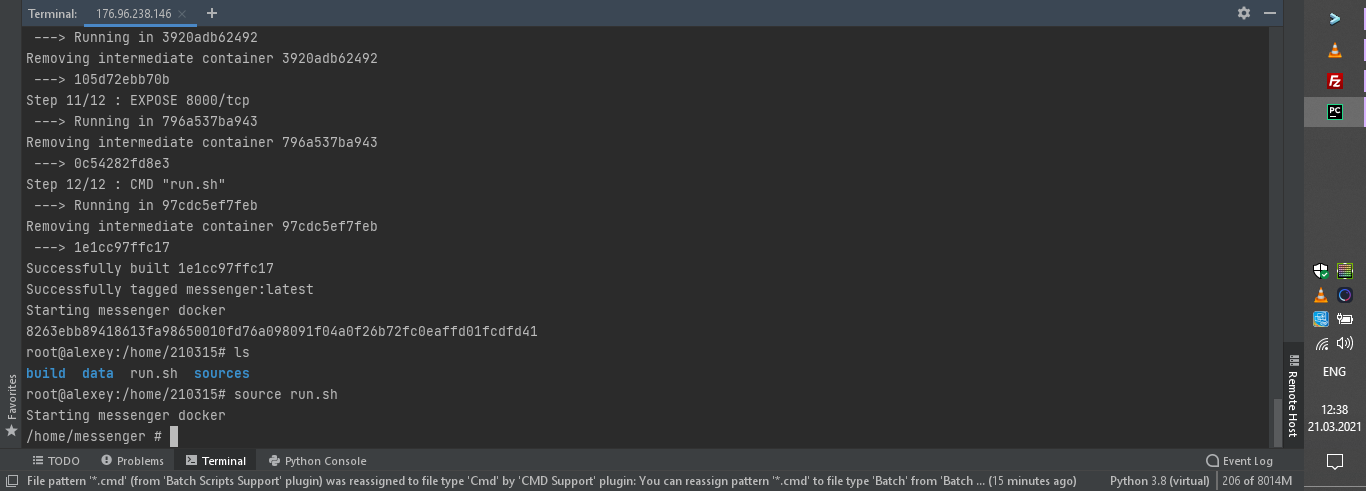 Terminal: 176.96.238.146 × +
---> Running in 3920adb62492
Removing intermediate container 3920adb62492
---> 105d72ebb70b
Step 11/12 : EXPOSE 8000/tcp
---> Running in 796a537ba943
Removing intermediate container 796a537ba943
---> 0c54282fd8e3
Step 12/12 : CMD "run.sh"
---> Running in 97cdc5ef7feb
Removing intermediate container 97cdc5ef7feb
---> 1e1cc97ffc17
Successfully built 1e1cc97ffc17
Successfully tagged messenger:latest
Starting messenger docker
8263ebb89418613fa98650010fd76a098091f04a0f26b72fc0eaffd01fcdfd41
root@alexey:/home/210315# ls
build data run.sh sources
root@alexey:/home/210315# source run.sh
Starting messenger docker
/home/messenger #
Favorites
Remote Host
TODO Problems Terminal Python Console Event Log
File pattern '*.cmd' (from 'Batch Scripts Support' plugin) was reassigned to file type 'Cmd' by 'CMD Support' plugin: You can reassign pattern '*.cmd' to file type 'Batch' from 'Batch ... (15 minutes ago) Python 3.8 (virtual) 206 of 8014M
Fz
PC
ENG
12:38
21.03.2021